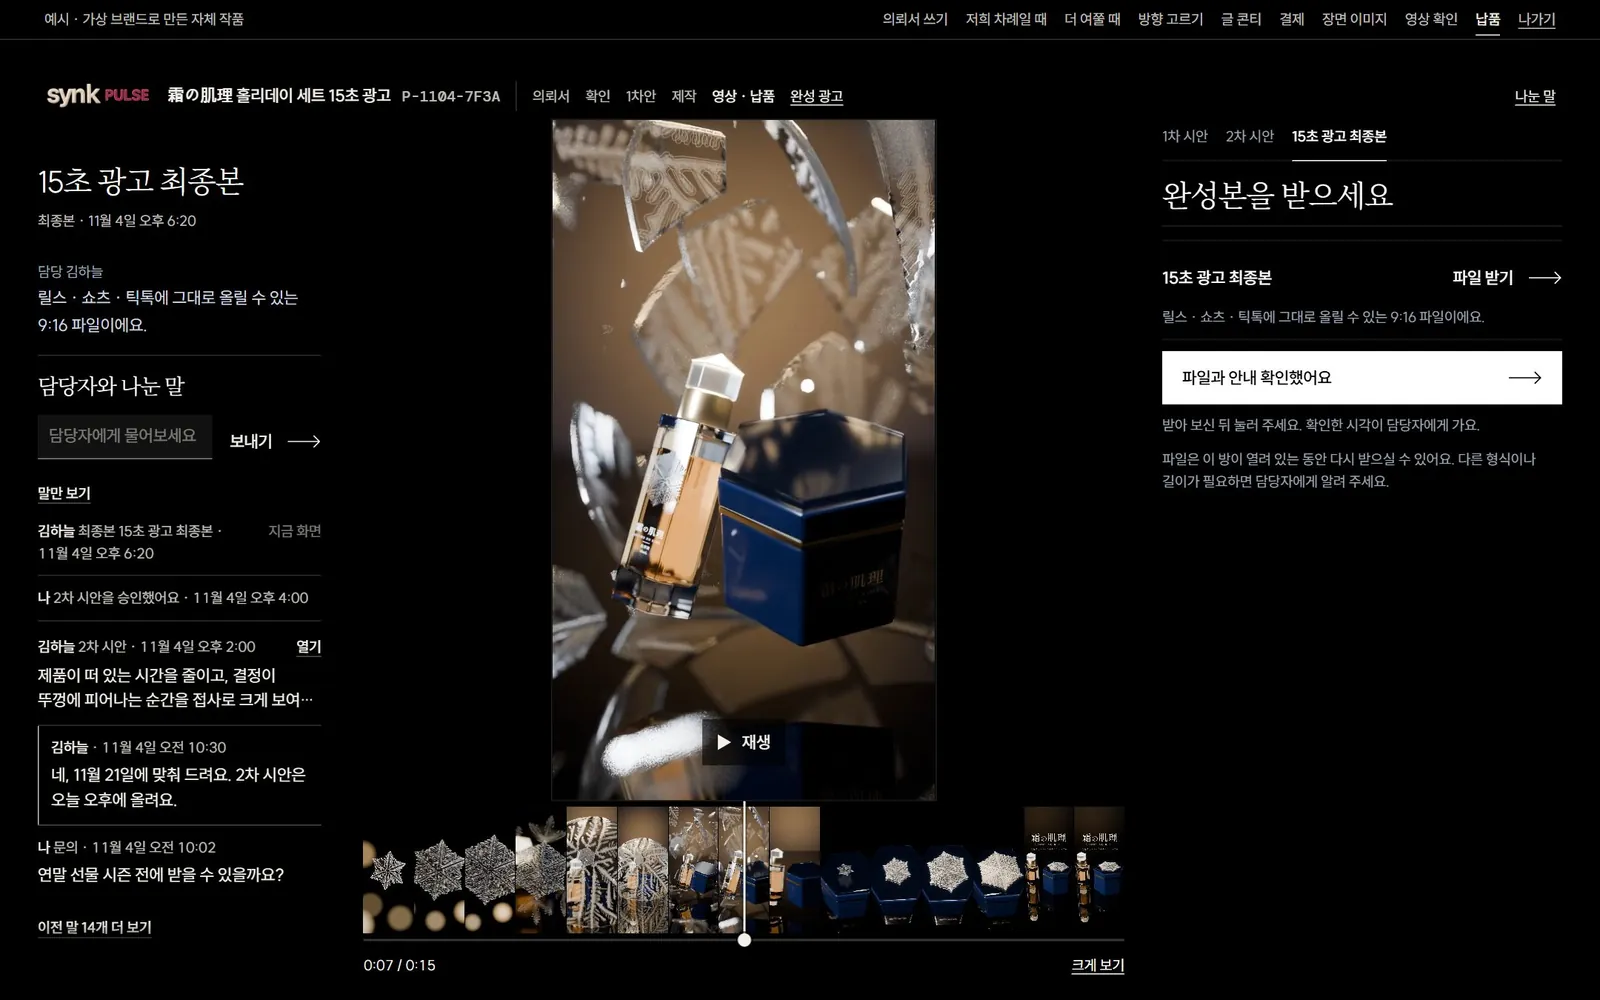 예시 · 가상 브랜드로 만든 자체 작품
의뢰서 쓰기 저희 차례일 때 더 여쭐 때 방향 고르기 글 콘티 결제 장면 이미지 영상 확인 납품 나가기
synk PULSE 霜の肌理 홀리데이 세트 15초 광고 P-1104-7F3A 의뢰서 확인 1차안 제작 영상 · 납품 완성 광고 나눈 말
15초 광고 최종본
최종본 · 11월 4일 오후 6:20
담당 김하늘
릴스 · 쇼츠 · 틱톡에 그대로 올릴 수 있는
9:16 파일이에요.
담당자와 나눈 말
담당자에게 물어보세요 보내기
말만 보기
김하늘 최종본 15초 광고 최종본 · 지금 화면
11월 4일 오후 6:20
나 2차 시안을 승인했어요 · 11월 4일 오후 4:00
김하늘 2차 시안 · 11월 4일 오후 2:00 열기
제품이 떠 있는 시간을 줄이고, 결정이
뚜껑에 피어나는 순간을 접사로 크게 보여…
김하늘 · 11월 4일 오전 10:30
네, 11월 21일에 맞춰 드려요. 2차 시안은
오늘 오후에 올려요.
나 문의 · 11월 4일 오전 10:02
연말 선물 시즌 전에 받을 수 있을까요?
이전 말 14개 더 보기
霜の肌理
재생
霜の肌理
霜の肌理
0:07 / 0:15 크게 보기
1차 시안 2차 시안 15초 광고 최종본
완성본을 받으세요
15초 광고 최종본 파일 받기
릴스 · 쇼츠 · 틱톡에 그대로 올릴 수 있는 9:16 파일이에요.
파일과 안내 확인했어요
받아 보신 뒤 눌러 주세요. 확인한 시각이 담당자에게 가요.
파일은 이 방이 열려 있는 동안 다시 받으실 수 있어요. 다른 형식이나
길이가 필요하면 담당자에게 알려 주세요.